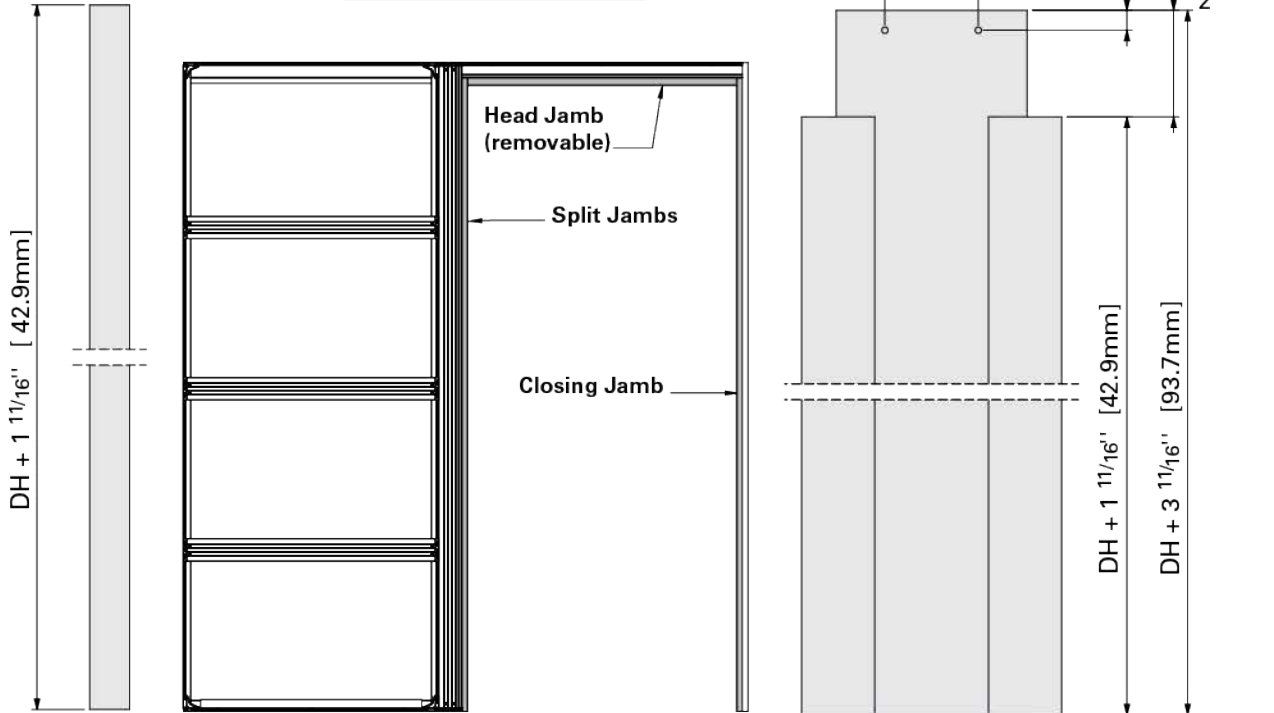 2
Head Jamb
(removable)
Split Jambs
Closing Jamb
DH + 1 11/16'' [ 42.9mm]
DH + 1 11/16'' [42.9mm]
DH + 3 11/16'' [93.7mm]